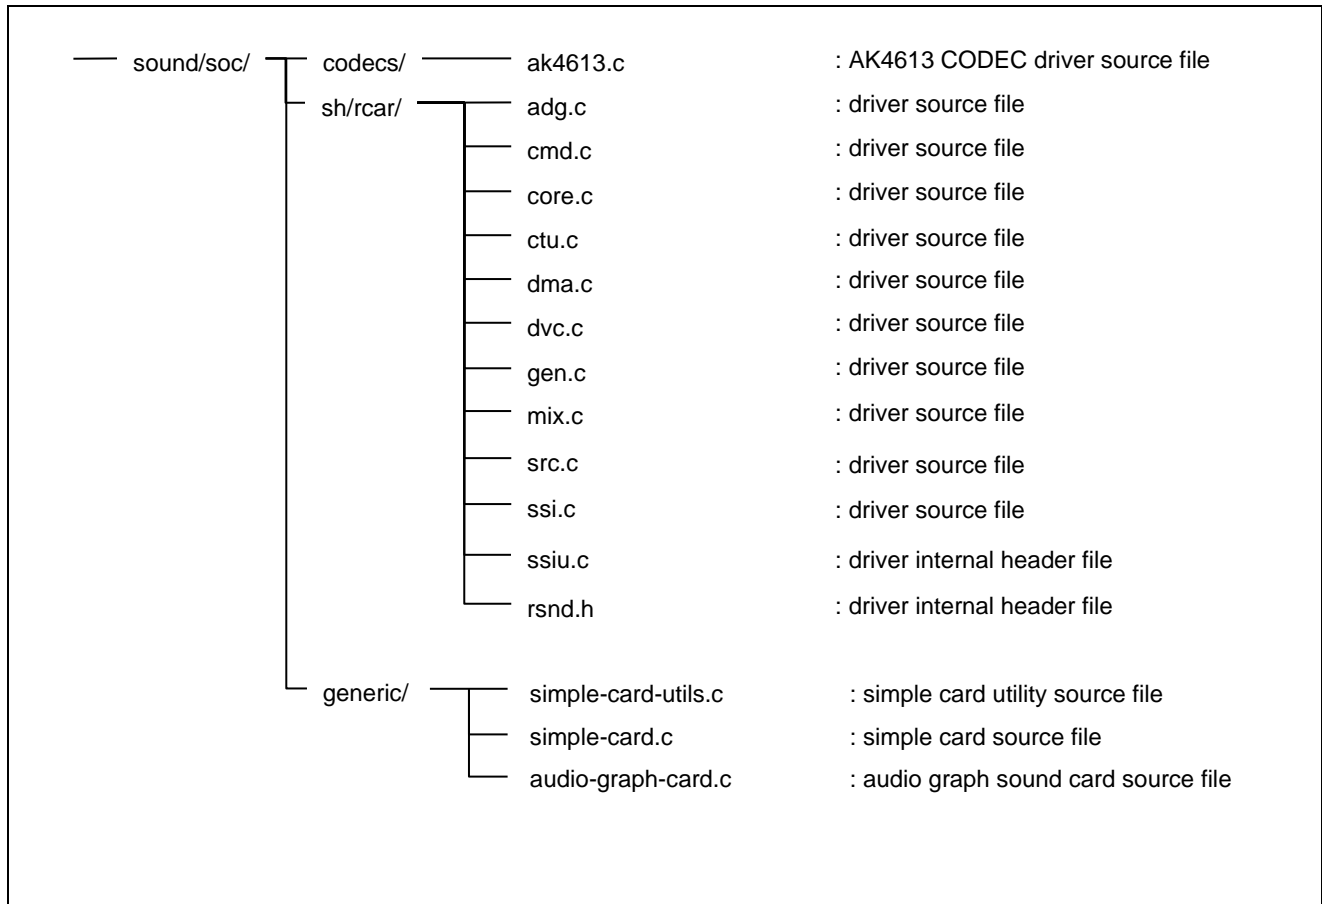 sound/soc/ codecs/ ak4613.c : AK4613 CODEC driver source file
sh/rcar/ adg.c : driver source file
cmd.c : driver source file
core.c : driver source file
ctu.c : driver source file
dma.c : driver source file
dvc.c : driver source file
gen.c : driver source file
mix.c : driver source file
src.c : driver source file
ssi.c : driver source file
ssiu.c : driver internal header file
rsnd.h : driver internal header file
generic/ simple-card-utils.c : simple card utility source file
simple-card.c : simple card source file
audio-graph-card.c : audio graph sound card source file